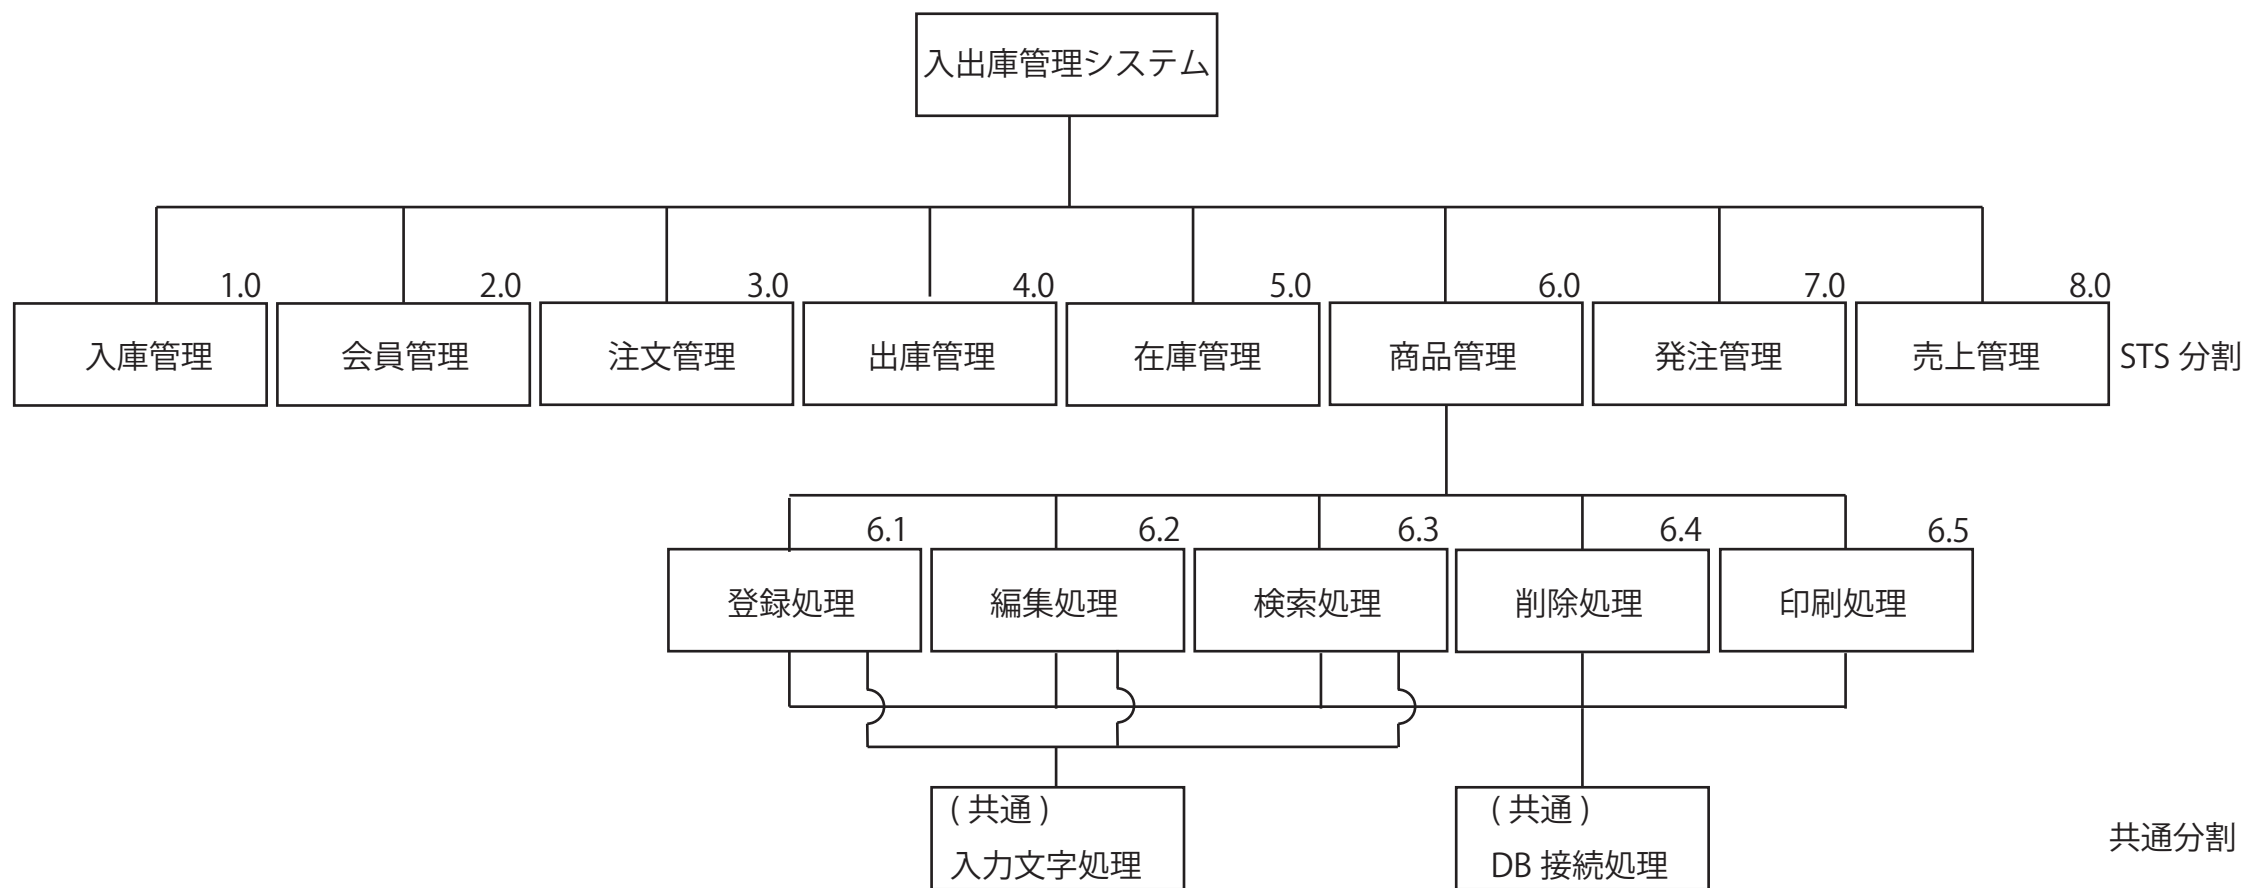 入出庫管理システム
1.0
2.0
3.0
4.0
5.0
6.0
7.0
8.0
入庫管理
会員管理
注文管理
出庫管理
在庫管理
商品管理
発注管理
売上管理
STS 分割
6.1
6.2
6.3
6.4
6.5
登録処理
編集処理
検索処理
削除処理
印刷処理
( 共通 )
入力文字処理
( 共通 )
DB 接続処理
共通分割